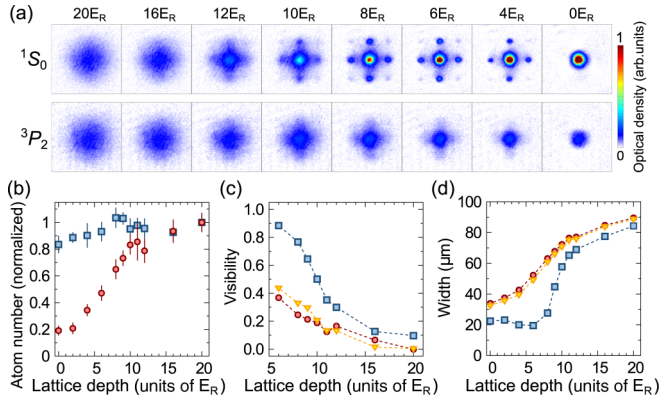 (a) 20E_R 16E_R 12E_R 10E_R 8E_R 6E_R 4E_R 0E_R
¹S₀
³P₂
1
0
Optical density (arb.units)
(b)
Atom number (normalized)
1.2
1
0.8
0.6
0.4
0.2
0
0 5 10 15 20
Lattice depth (units of E_R)
(c)
Visibility
1.0
0.8
0.6
0.4
0.2
0.0
5 10 15 20
Lattice depth (units of E_R)
(d)
Width (μm)
100
80
60
40
20
0
0 5 10 15 20
Lattice depth (units of E_R)